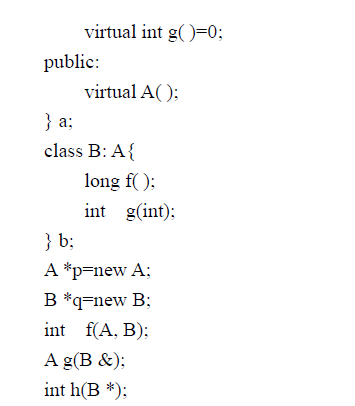 virtual int g( )=0;
public:
virtual A( );
} a;
class B: A{
long f( );
int g(int);
} b;
A *p=new A;
B *q=new B;
int f(A, B);
A g(B &);
int h(B *);